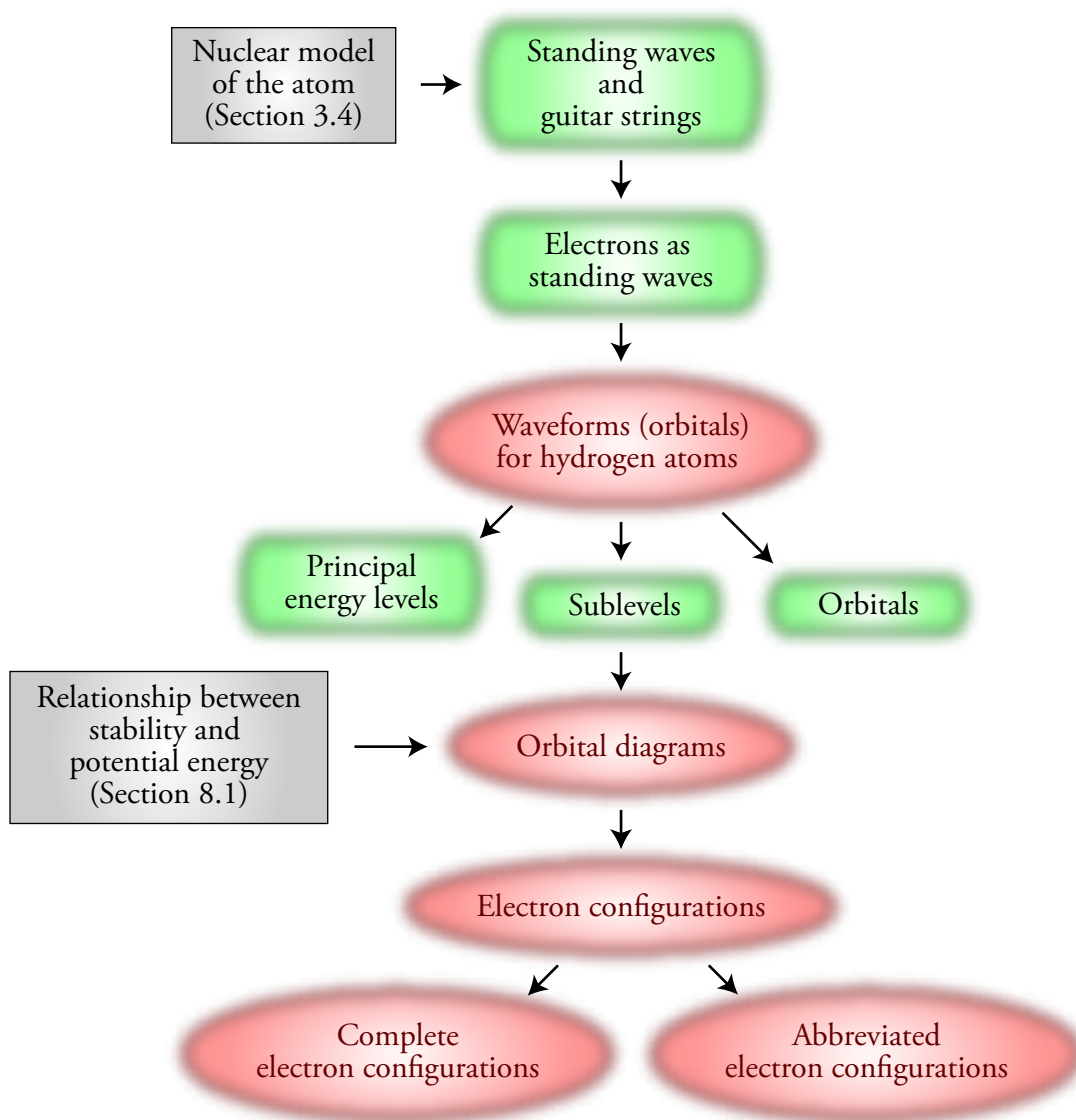 Nuclear model
of the atom
(Section 3.4)
Standing waves
and
guitar strings
Electrons as
standing waves
Waveforms (orbitals)
for hydrogen atoms
Principal
energy levels
Sublevels
Orbitals
Relationship between
stability and
potential energy
(Section 8.1)
Orbital diagrams
Electron configurations
Complete
electron configurations
Abbreviated
electron configurations